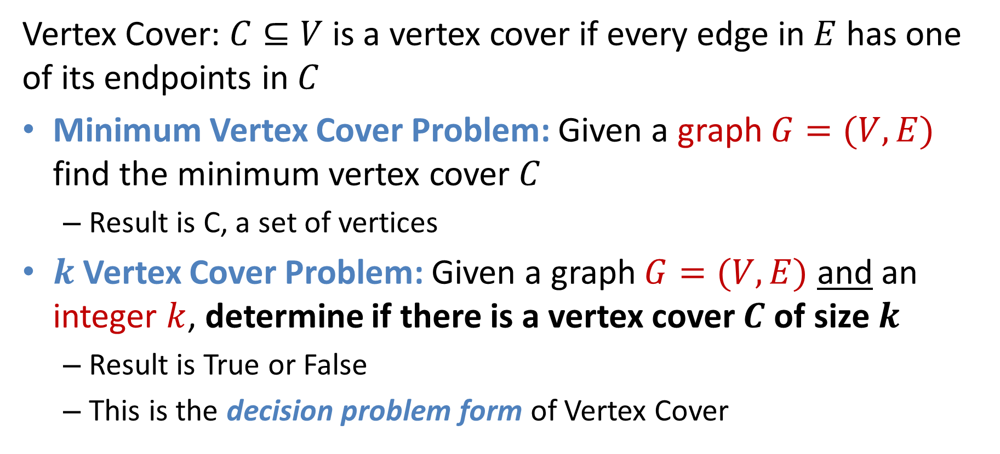 Vertex Cover: C ⊆ V is a vertex cover if every edge in E has one
of its endpoints in C
• Minimum Vertex Cover Problem: Given a graph G = (V, E)
find the minimum vertex cover C
– Result is C, a set of vertices
• k Vertex Cover Problem: Given a graph G = (V, E) and an
integer k, determine if there is a vertex cover C of size k
– Result is True or False
– This is the decision problem form of Vertex Cover